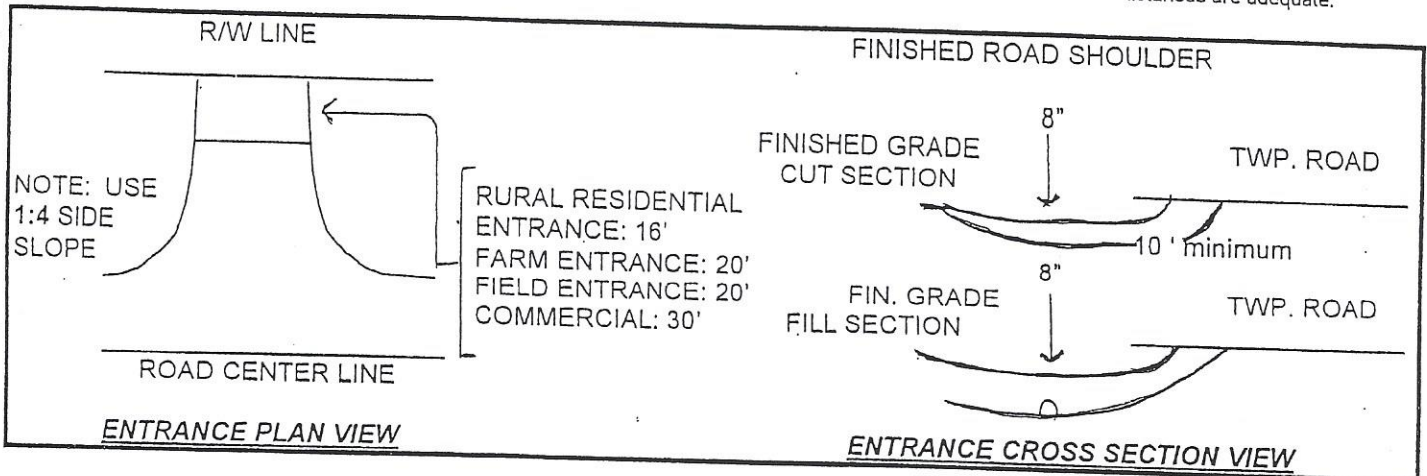 are adequate.
R/W LINE
NOTE: USE
1:4 SIDE
SLOPE
RURAL RESIDENTIAL
ENTRANCE: 16'
FARM ENTRANCE: 20'
FIELD ENTRANCE: 20'
COMMERCIAL: 30'
ROAD CENTER LINE
ENTRANCE PLAN VIEW
FINISHED ROAD SHOULDER
8"
FINISHED GRADE
CUT SECTION
TWP. ROAD
10 ' minimum
8"
FIN. GRADE
FILL SECTION
TWP. ROAD
ENTRANCE CROSS SECTION VIEW